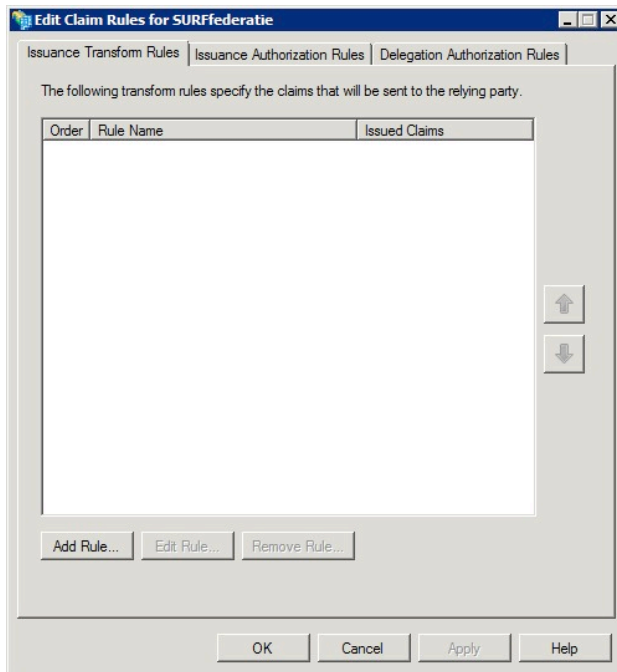 Edit Claim Rules for SURFfederatie
Issuance Transform Rules Issuance Authorization Rules Delegation Authorization Rules
The following transform rules specify the claims that will be sent to the relying party.
Order Rule Name Issued Claims
Add Rule... Edit Rule... Remove Rule...
OK Cancel Apply Help